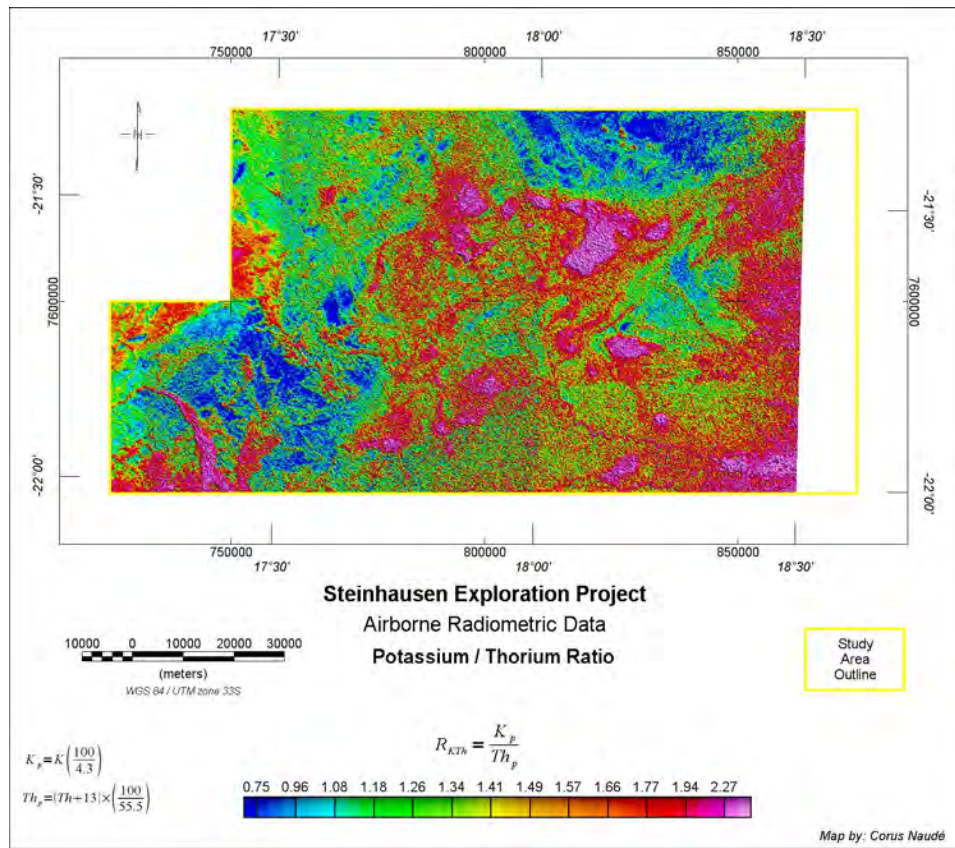 17°30' 18°00' 18°30'
750000 800000 850000
-21°30' -21°30'
7600000 7600000
-22°00' -22°00'
750000 800000 850000
17°30' 18°00' 18°30'
Steinhausen Exploration Project
Airborne Radiometric Data
Potassium / Thorium Ratio
10000 0 10000 20000 30000
(meters)
WGS 84 / UTM zone 33S
Study
Area
Outline
R_KTh = K_p / Th_p
K_p = K(100/4.3)
Th_p = |Th+13|×(100/55.5)
0.75 0.96 1.08 1.18 1.26 1.34 1.41 1.49 1.57 1.66 1.77 1.94 2.27
Map by: Corus Naudé